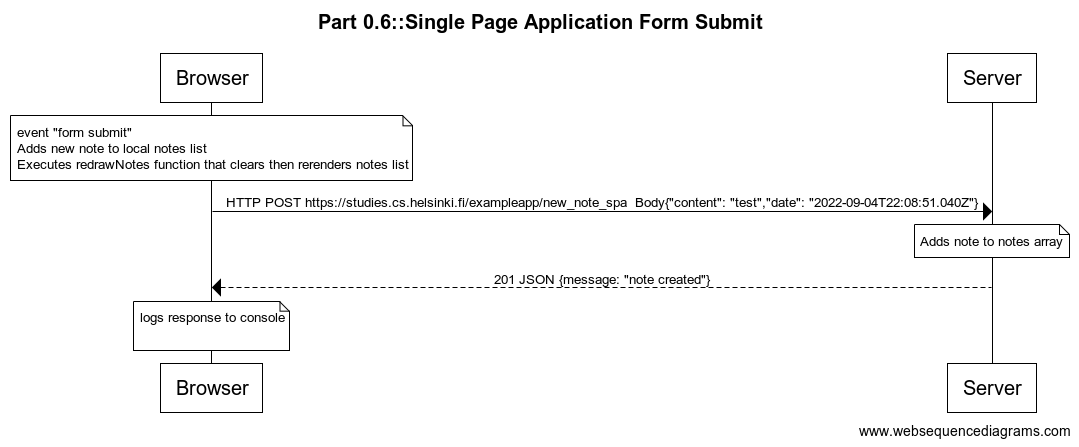 Part 0.6::Single Page Application Form Submit
Browser
Server
event "form submit"
Adds new note to local notes list
Executes redrawNotes function that clears then rerenders notes list
HTTP POST https://studies.cs.helsinki.fi/exampleapp/new_note_spa  Body{"content": "test","date": "2022-09-04T22:08:51.040Z"}
Adds note to notes array
201 JSON {message: "note created"}
logs response to console
Browser
Server
www.websequencediagrams.com